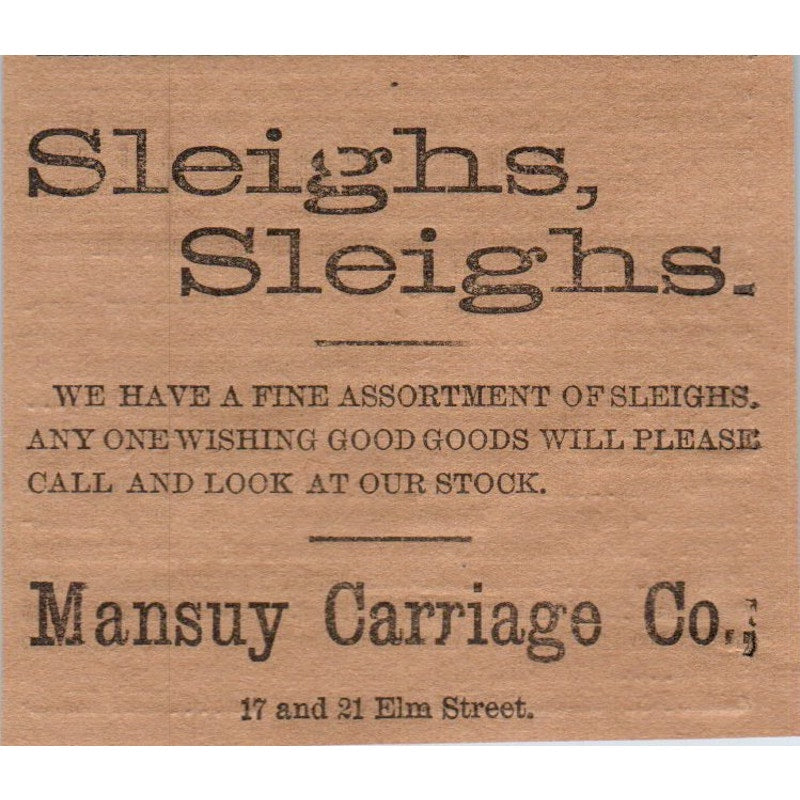 Sleighs,
Sleighs.
WE HAVE A FINE ASSORTMENT OF SLEIGHS.
ANY ONE WISHING GOOD GOODS WILL PLEASE
CALL AND LOOK AT OUR STOCK.
Mansuy Carriage Co.,
17 and 21 Elm Street.